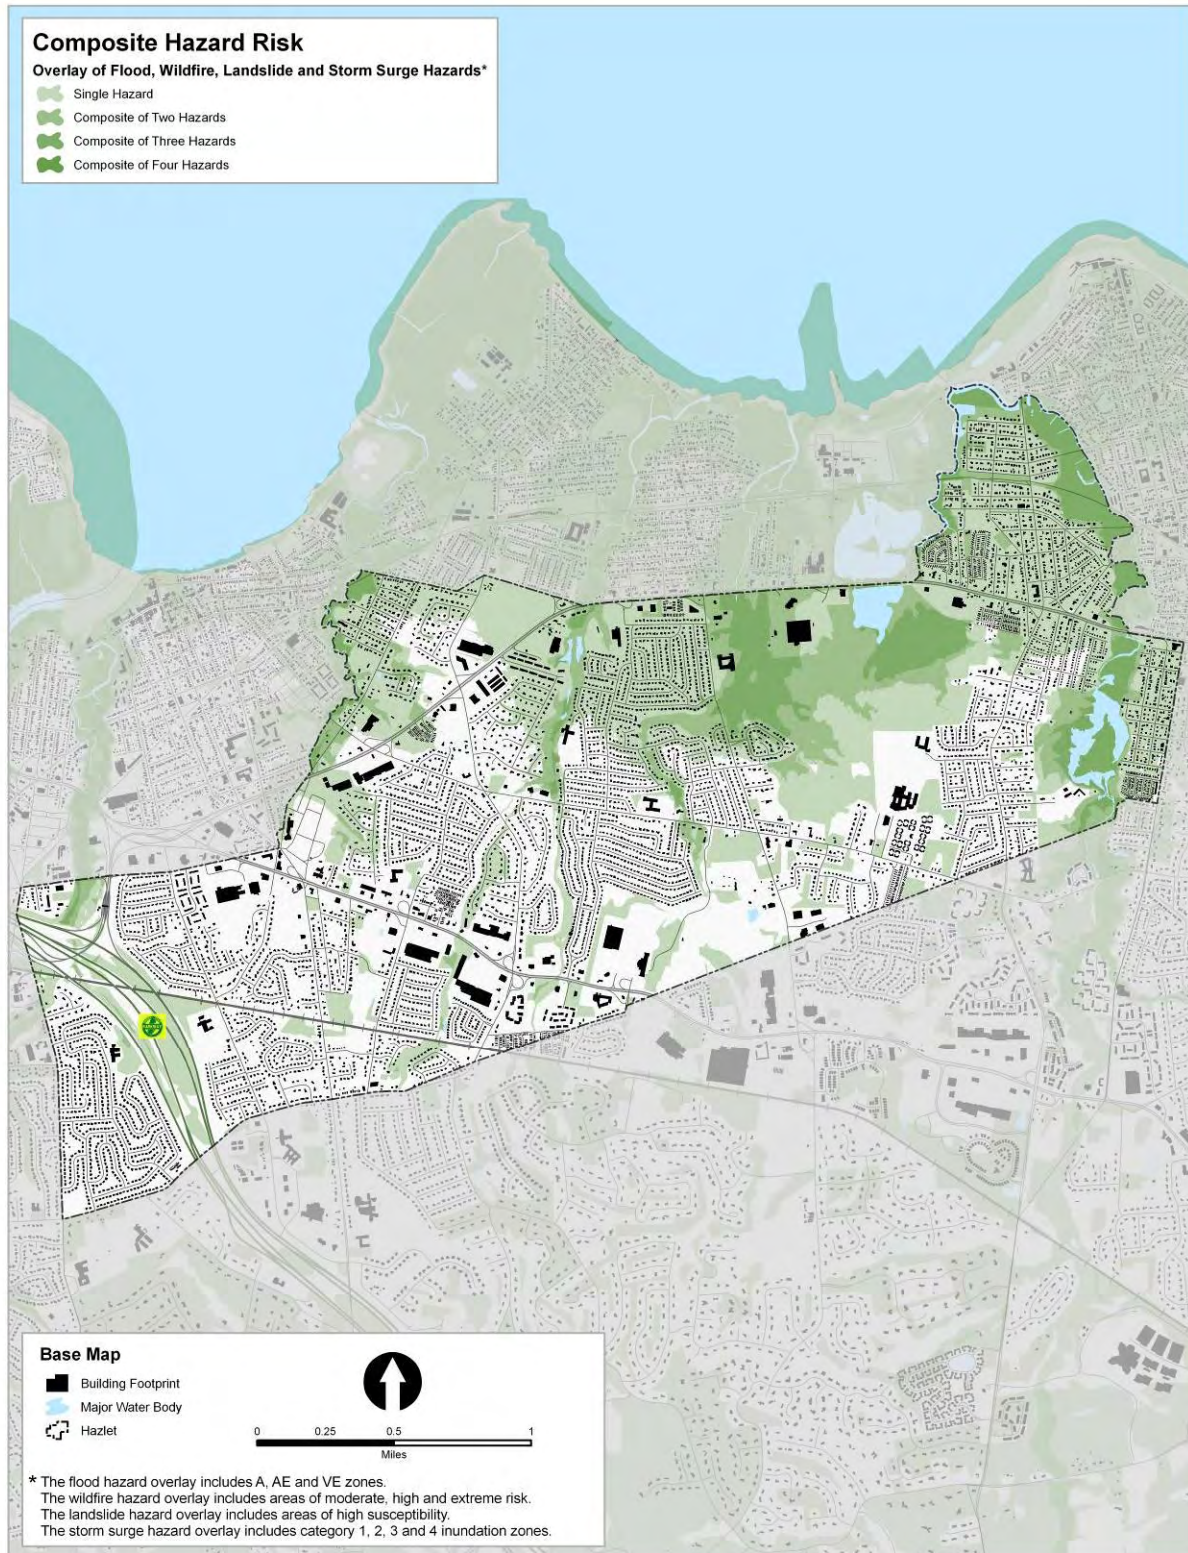 Composite Hazard Risk
Overlay of Flood, Wildfire, Landslide and Storm Surge Hazards*
Single Hazard
Composite of Two Hazards
Composite of Three Hazards
Composite of Four Hazards
Base Map
Building Footprint
Major Water Body
Hazlet
0 0.25 0.5 1
Miles
* The flood hazard overlay includes A, AE and VE zones.
The wildfire hazard overlay includes areas of moderate, high and extreme risk.
The landslide hazard overlay includes areas of high susceptibility.
The storm surge hazard overlay includes category 1, 2, 3 and 4 inundation zones.